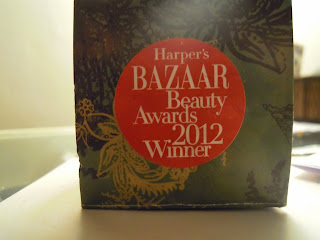 Harper's
BAZAAR
Beauty
Awards
2012
Winner